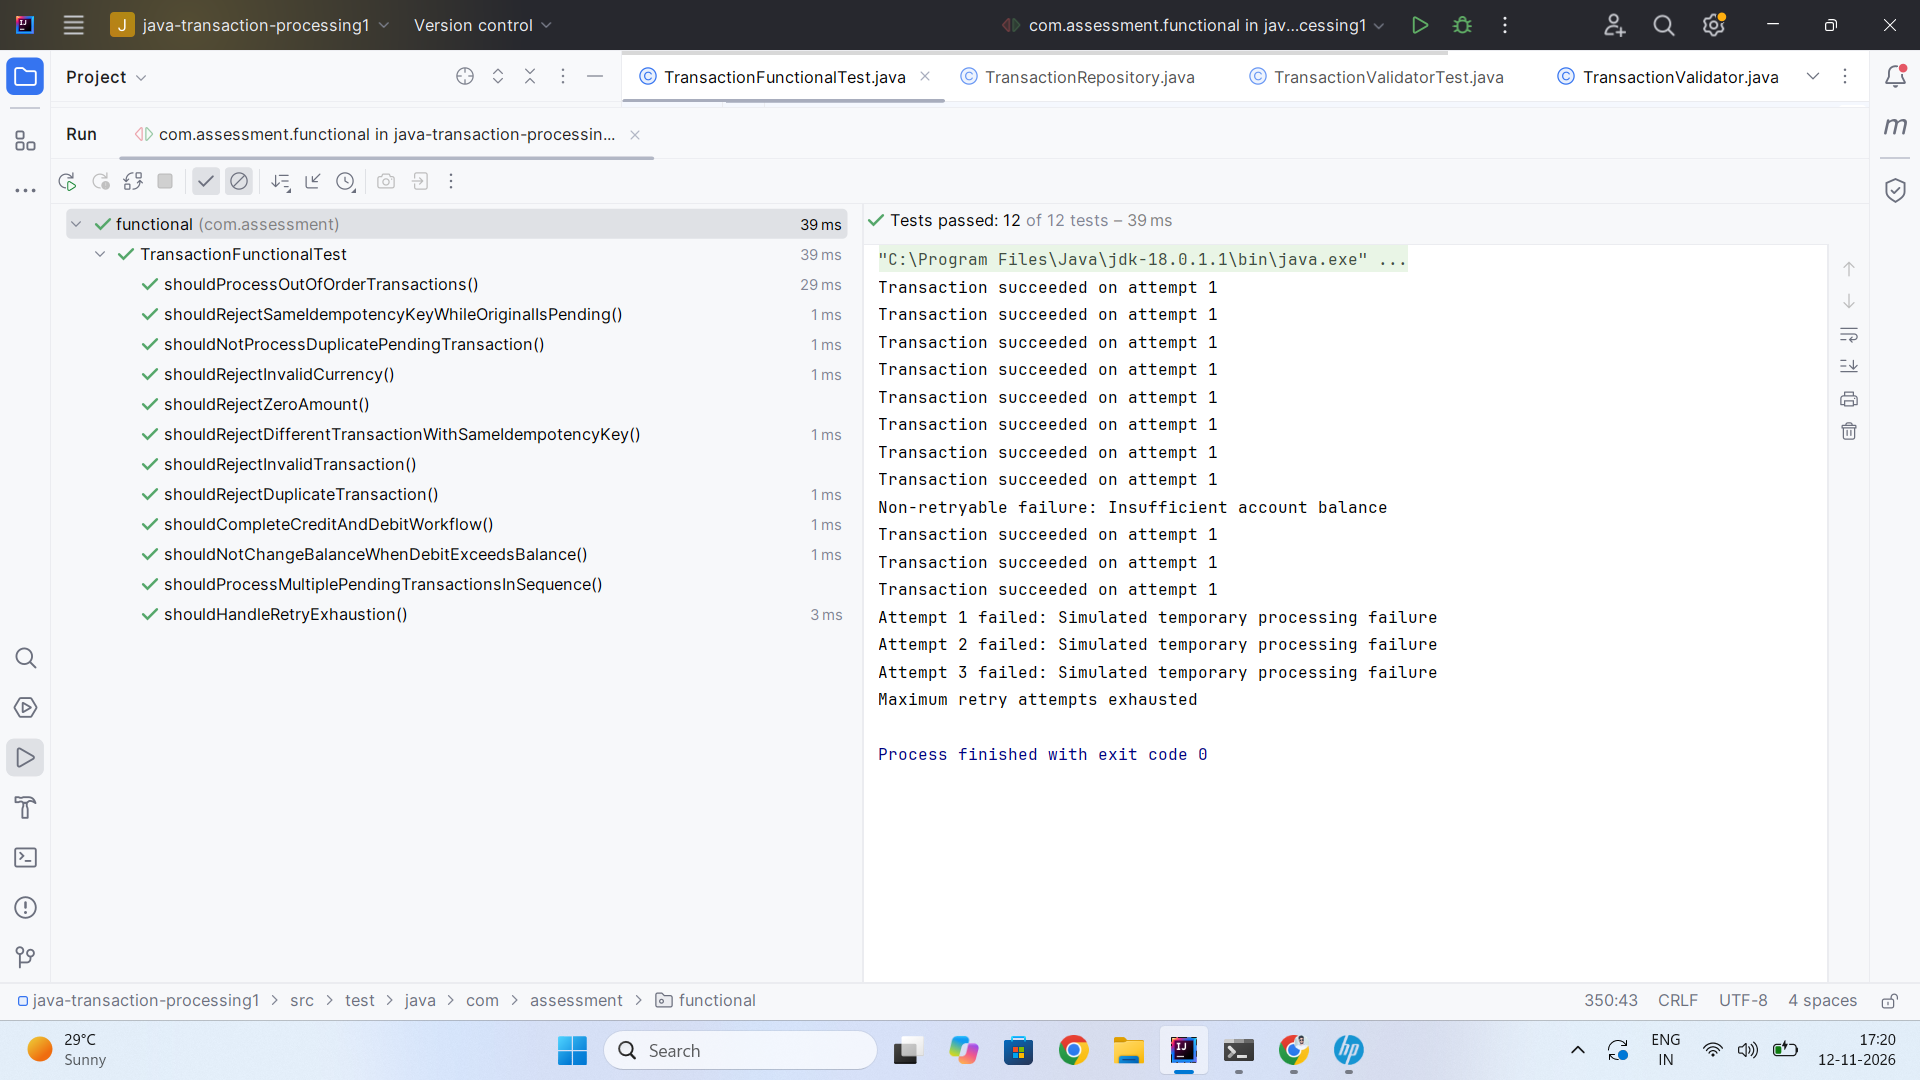 java-transaction-processing1
Version control
com.assessment.functional in jav...cessing1
Project
TransactionFunctionalTest.java
TransactionRepository.java
TransactionValidatorTest.java
TransactionValidator.java
Run
com.assessment.functional in java-transaction-processin...
functional (com.assessment) 39 ms
TransactionFunctionalTest 39 ms
shouldProcessOutOfOrderTransactions() 29 ms
shouldRejectSameIdempotencyKeyWhileOriginalIsPending() 1 ms
shouldNotProcessDuplicatePendingTransaction() 1 ms
shouldRejectInvalidCurrency() 1 ms
shouldRejectZeroAmount()
shouldRejectDifferentTransactionWithSameIdempotencyKey() 1 ms
shouldRejectInvalidTransaction()
shouldRejectDuplicateTransaction() 1 ms
shouldCompleteCreditAndDebitWorkflow() 1 ms
shouldNotChangeBalanceWhenDebitExceedsBalance() 1 ms
shouldProcessMultiplePendingTransactionsInSequence()
shouldHandleRetryExhaustion() 3 ms
Tests passed: 12 of 12 tests – 39 ms
"C:\Program Files\Java\jdk-18.0.1.1\bin\java.exe" ...
Transaction succeeded on attempt 1
Transaction succeeded on attempt 1
Transaction succeeded on attempt 1
Transaction succeeded on attempt 1
Transaction succeeded on attempt 1
Transaction succeeded on attempt 1
Transaction succeeded on attempt 1
Transaction succeeded on attempt 1
Non-retryable failure: Insufficient account balance
Transaction succeeded on attempt 1
Transaction succeeded on attempt 1
Transaction succeeded on attempt 1
Attempt 1 failed: Simulated temporary processing failure
Attempt 2 failed: Simulated temporary processing failure
Attempt 3 failed: Simulated temporary processing failure
Maximum retry attempts exhausted
Process finished with exit code 0
java-transaction-processing1 > src > test > java > com > assessment > functional
350:43 CRLF UTF-8 4 spaces
29°C
Sunny
Search
ENG
IN
17:20
12-11-2026